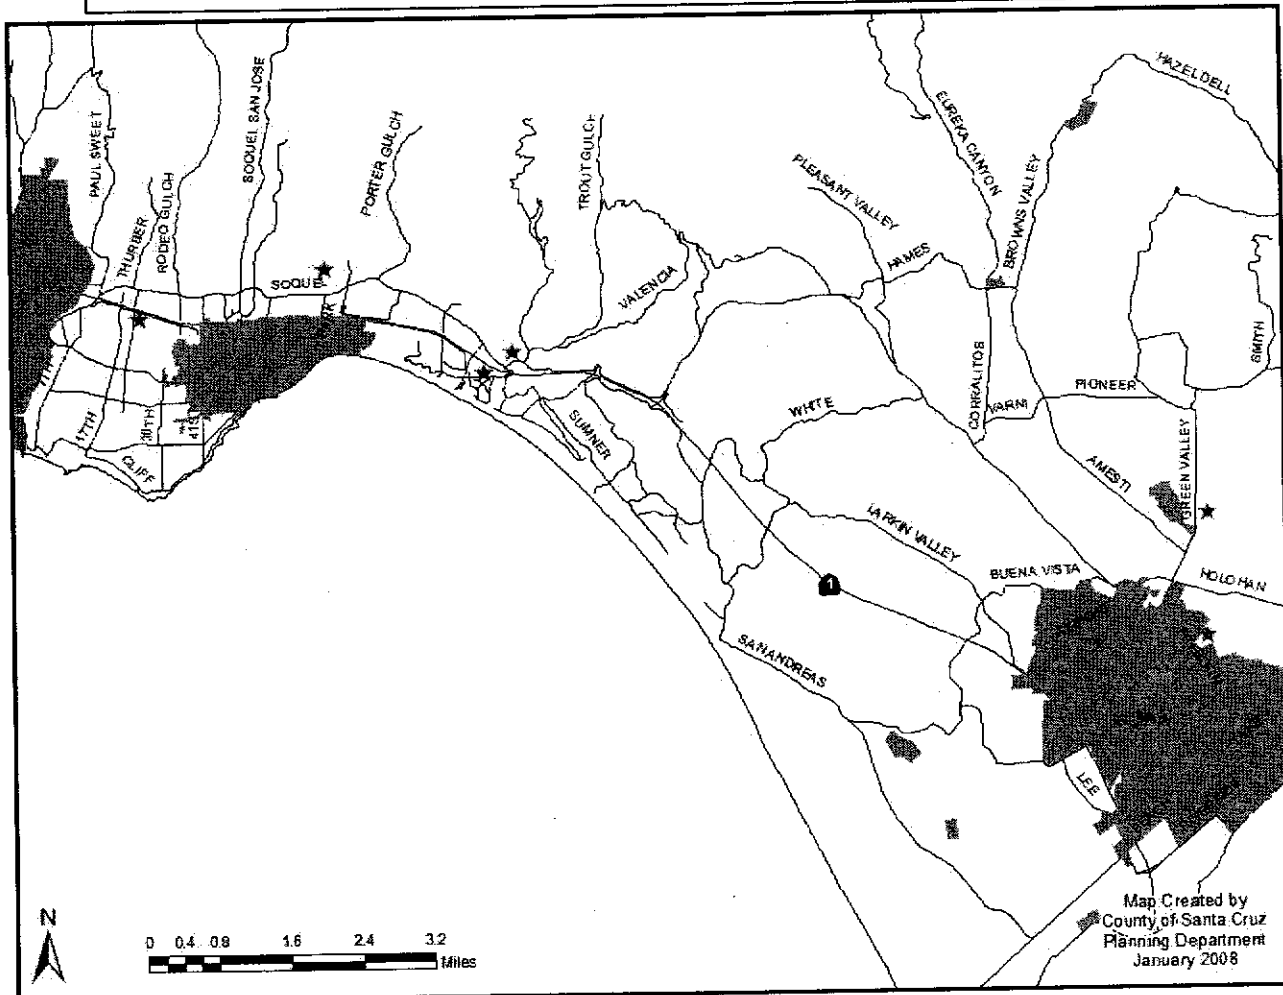 HAZEL DELL
PAUL SWEET
SOQUEL SAN JOSE
EUREKA CANYON
PORTER GULCH
TROUT GULCH
PLEASANT VALLEY
BROWNS VALLEY
THURBER
RODEO GULCH
HAMES
SOQUEL
VALENCIA
SMITH
CORRALITOS
PIONEER
VARNI
WHITE
17TH
30TH
41S
CLIFF
SUMNER
AMESTI
GREEN VALLEY
LARKIN VALLEY
BUENA VISTA
HOLOHAN
1
SAN ANDREAS
LEE
N
0 0.4 0.8 1.6 2.4 3.2
Miles
Map Created by
County of Santa Cruz
Planning Department
January 2008